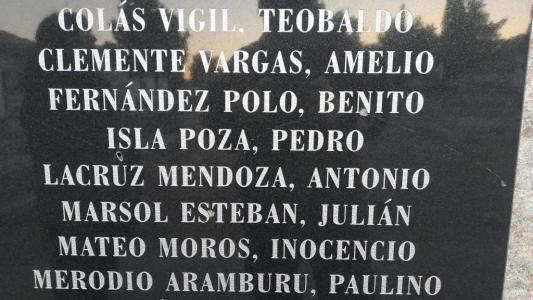 COLÁS VIGIL, TEOBALDO
CLEMENTE VARGAS, AMELIO
FERNÁNDEZ POLO, BENITO
ISLA POZA, PEDRO
LACRUZ MENDOZA, ANTONIO
MARSOL ESTEBAN, JULIÁN
MATEO MOROS, INOCENCIO
MERODIO ARAMBURU, PAULINO